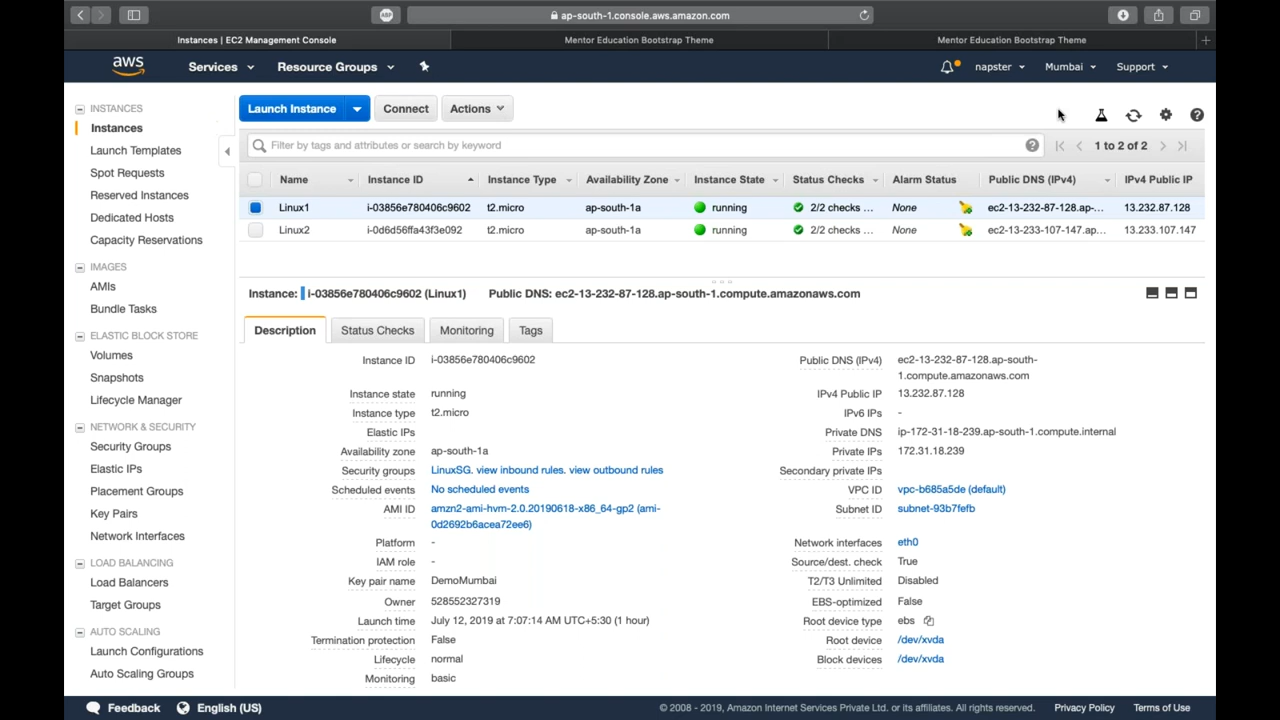 ABP
ap-south-1.console.aws.amazon.com
Instances | EC2 Management Console
Mentor Education Bootstrap Theme
Mentor Education Bootstrap Theme
aws
Services
Resource Groups
napster
Mumbai
Support
INSTANCES
Instances
Launch Templates
Spot Requests
Reserved Instances
Dedicated Hosts
Capacity Reservations
IMAGES
AMIs
Bundle Tasks
ELASTIC BLOCK STORE
Volumes
Snapshots
Lifecycle Manager
NETWORK & SECURITY
Security Groups
Elastic IPs
Placement Groups
Key Pairs
Network Interfaces
LOAD BALANCING
Load Balancers
Target Groups
AUTO SCALING
Launch Configurations
Auto Scaling Groups
Launch Instance
Connect
Actions
Filter by tags and attributes or search by keyword
1 to 2 of 2
Name Instance ID Instance Type Availability Zone Instance State Status Checks Alarm Status Public DNS (IPv4) IPv4 Public IP
Linux1 i-03856e780406c9602 t2.micro ap-south-1a running 2/2 checks ... None ec2-13-232-87-128.ap-... 13.232.87.128
Linux2 i-0d6d56ffa43f3e092 t2.micro ap-south-1a running 2/2 checks ... None ec2-13-233-107-147.ap... 13.233.107.147
Instance: i-03856e780406c9602 (Linux1) Public DNS: ec2-13-232-87-128.ap-south-1.compute.amazonaws.com
Description
Status Checks
Monitoring
Tags
Instance ID i-03856e780406c9602
Instance state running
Instance type t2.micro
Elastic IPs
Availability zone ap-south-1a
Security groups LinuxSG. view inbound rules. view outbound rules
Scheduled events No scheduled events
AMI ID amzn2-ami-hvm-2.0.20190618-x86_64-gp2 (ami-
0d2692b6acea72ee6)
Platform -
IAM role -
Key pair name DemoMumbai
Owner 528552327319
Launch time July 12, 2019 at 7:07:14 AM UTC+5:30 (1 hour)
Termination protection False
Lifecycle normal
Monitoring basic
Public DNS (IPv4) ec2-13-232-87-128.ap-south-
1.compute.amazonaws.com
IPv4 Public IP 13.232.87.128
IPv6 IPs -
Private DNS ip-172-31-18-239.ap-south-1.compute.internal
Private IPs 172.31.18.239
Secondary private IPs
VPC ID vpc-b685a5de (default)
Subnet ID subnet-93b7fefb
Network interfaces eth0
Source/dest. check True
T2/T3 Unlimited Disabled
EBS-optimized False
Root device type ebs
Root device /dev/xvda
Block devices /dev/xvda
Feedback
English (US)
© 2008 - 2019, Amazon Internet Services Private Ltd. or its affiliates. All rights reserved.
Privacy Policy
Terms of Use